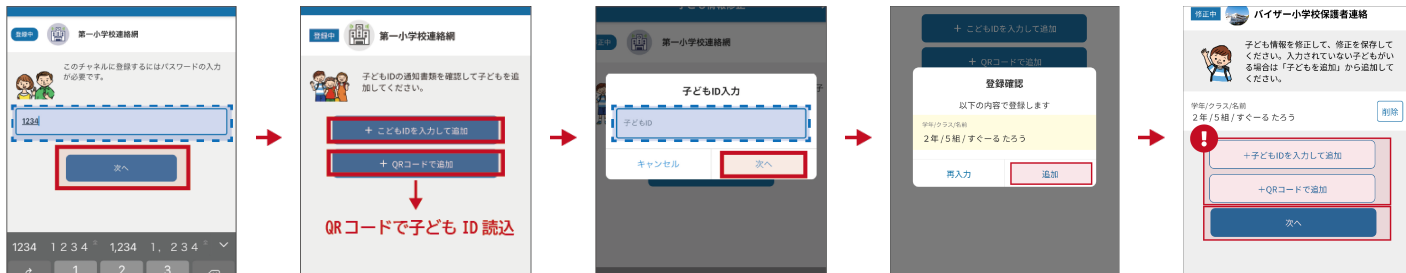 登録中 第一小学校連絡網
このチャネルに登録するにはパスワードの入力
が必要です。
1234
次へ
1234 1 2 3 4 1,234 1, 2 3 4
1 2 3
登録中 第一小学校連絡網
子どもIDの通知書類を確認して子どもを追
加してください。
+ こどもIDを入力して追加
+ QRコードで追加
QRコードで子ども ID 読込
第一小学校連絡網
子どもID入力
子どもID
キャンセル 次へ
+ こどもIDを入力して追加
+ QRコードで追加
登録確認
以下の内容で登録します
学年/クラス/名前
2年/5組/すぐーる たろう
再入力 追加
修正中 バイザー小学校保護者連絡
子ども情報を修正して、修正を保存して
ください。入力されていない子どもがい
る場合は「子どもを追加」から追加して
ください。
学年/クラス/名前
2年/5組/すぐーる たろう
削除
!
+子どもIDを入力して追加
+QRコードで追加
次へ